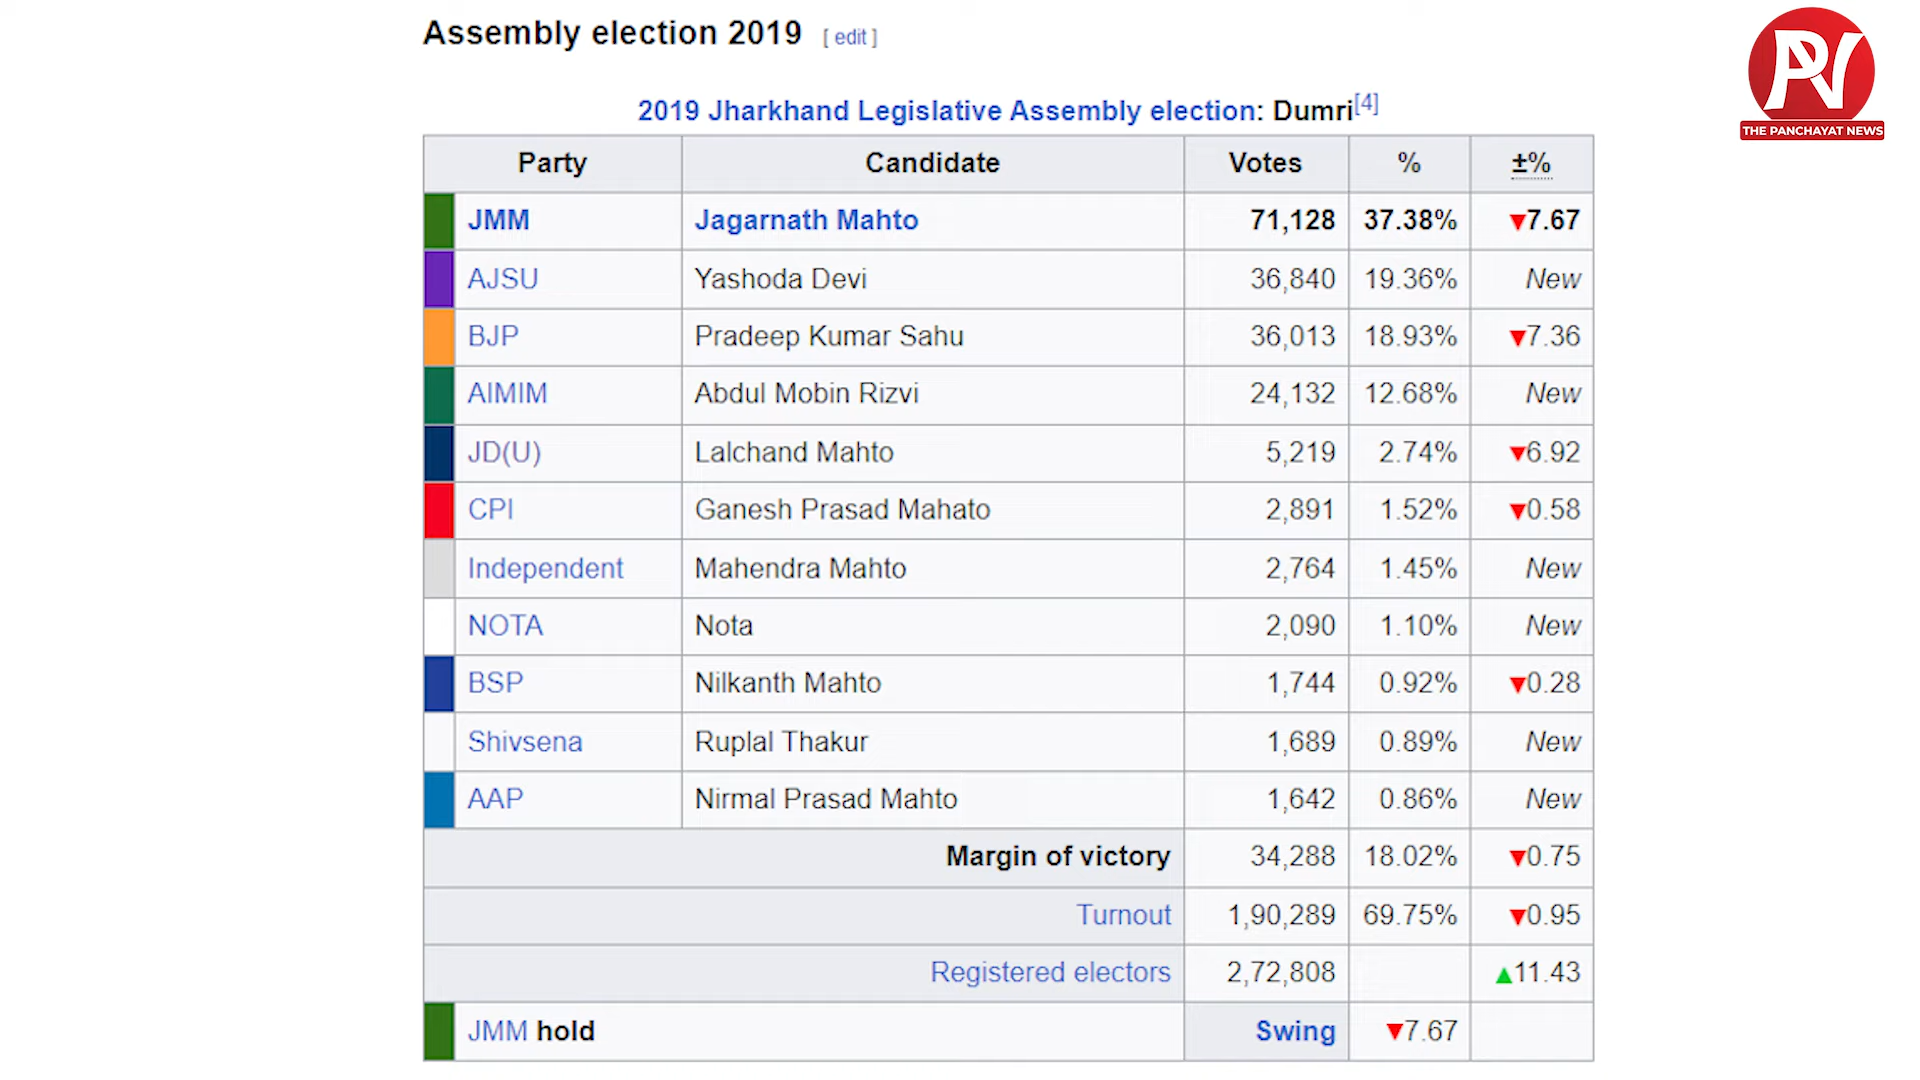 Assembly election 2019 [ edit ]
PN
THE PANCHAYAT NEWS
2019 Jharkhand Legislative Assembly election: Dumri[4]
Party Candidate Votes % ±%
JMM Jagarnath Mahto 71,128 37.38% ▼7.67
AJSU Yashoda Devi 36,840 19.36% New
BJP Pradeep Kumar Sahu 36,013 18.93% ▼7.36
AIMIM Abdul Mobin Rizvi 24,132 12.68% New
JD(U) Lalchand Mahto 5,219 2.74% ▼6.92
CPI Ganesh Prasad Mahato 2,891 1.52% ▼0.58
Independent Mahendra Mahto 2,764 1.45% New
NOTA Nota 2,090 1.10% New
BSP Nilkanth Mahto 1,744 0.92% ▼0.28
Shivsena Ruplal Thakur 1,689 0.89% New
AAP Nirmal Prasad Mahto 1,642 0.86% New
Margin of victory 34,288 18.02% ▼0.75
Turnout 1,90,289 69.75% ▼0.95
Registered electors 2,72,808 ▲11.43
JMM hold Swing ▼7.67